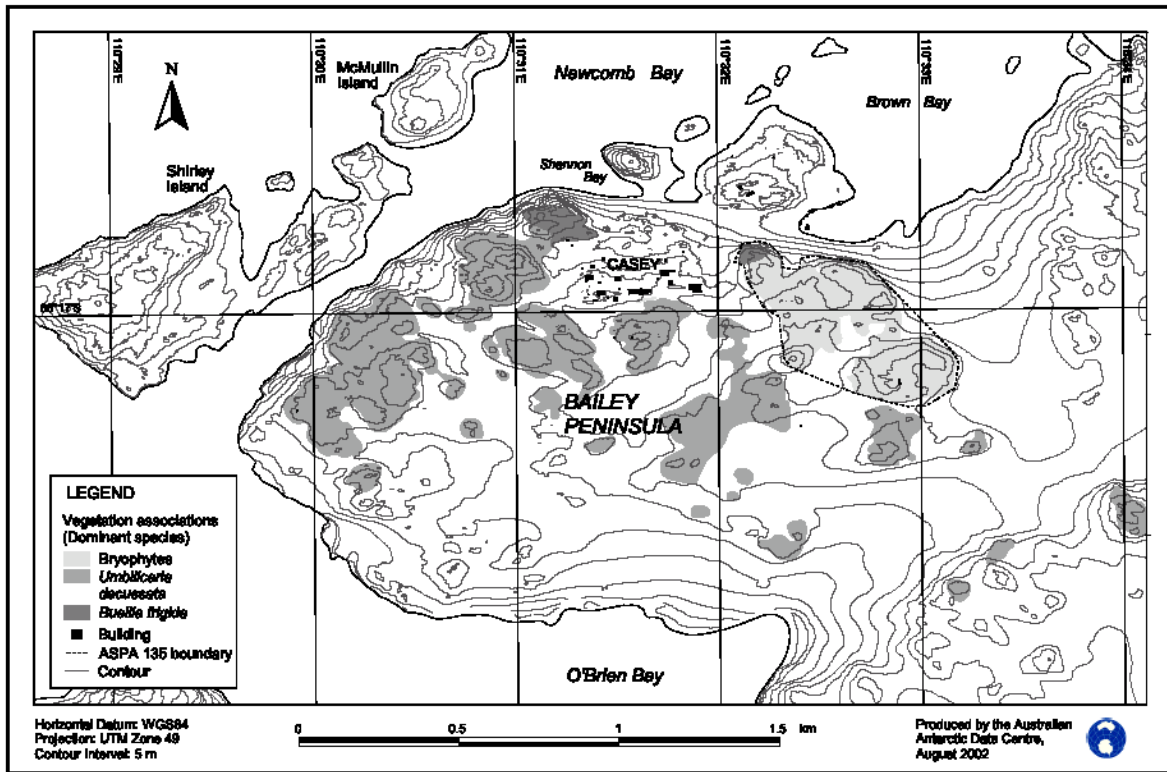 110°29'E
110°30'E
110°31'E
110°32'E
110°33'E
N
McMullin
Island
Newcomb Bay
Brown Bay
Shirley
Island
Shannon
Bay
"CASEY"
66°17'S
BAILEY
PENINSULA
LEGEND
Vegetation associations
(Dominant species)
Bryophytes
Umbilicaria
decussata
Buellia frigida
Building
ASPA 135 boundary
Contour
O'Brien Bay
Horizontal Datum: WGS84
Projection: UTM Zone 49
Contour Interval: 5 m
0 0.5 1 1.5 km
Produced by the Australian
Antarctic Data Centre,
August 2002